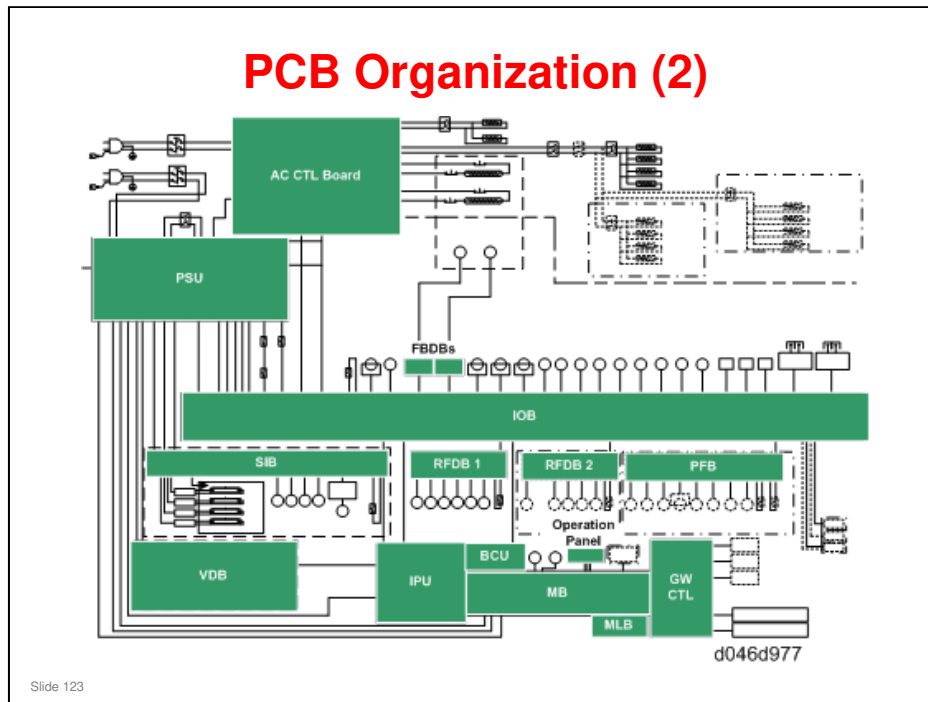 PCB Organization (2)
AC CTL Board
PSU
FBDBs
IOB
SIB
RFDB 1
RFDB 2
PFB
Operation
Panel
VDB
IPU
BCU
MB
GW
CTL
MLB
d046d977
Slide 123